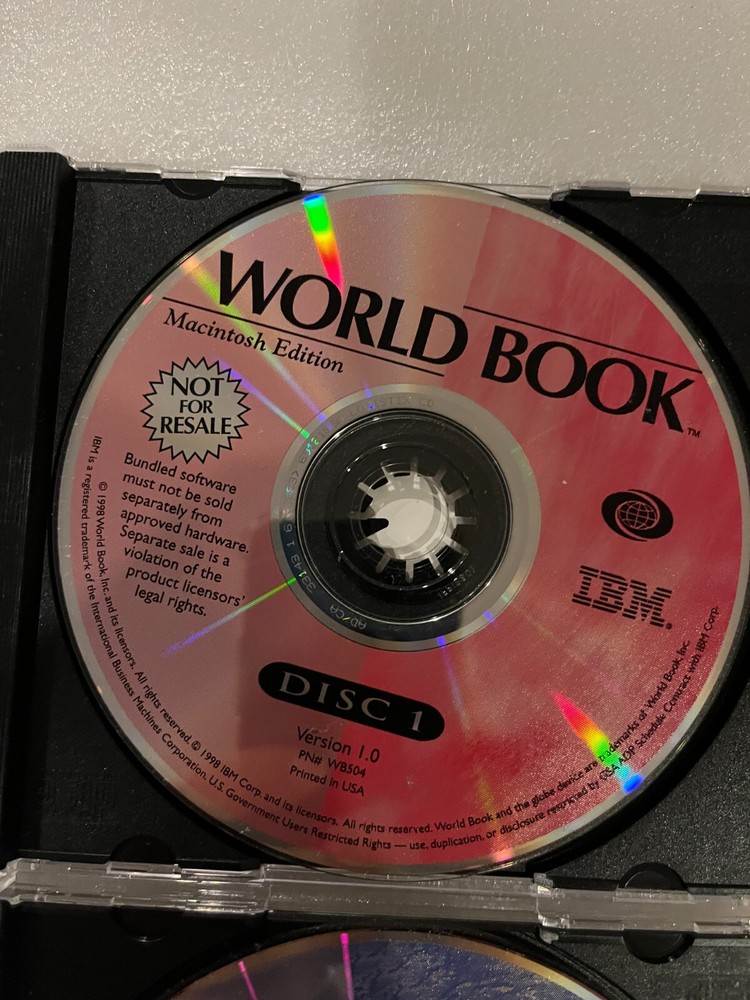 WORLD BOOK™
Macintosh Edition
NOT
FOR
RESALE
Bundled software
must not be sold
separately from
approved hardware.
Separate sale is a
violation of the
product licensors'
legal rights.
IBM.
DISC 1
Version 1.0
PN# WB504
Printed in USA
© 1998 World Book, Inc. and its licensors. All rights reserved. © 1998 IBM Corp. and its licensors. All rights reserved. World Book and the globe device are trademarks of World Book, Inc.
IBM is a registered trademark of the International Business Machines Corporation. U.S. Government Users Restricted Rights — use, duplication, or disclosure restricted by GSA ADP Schedule Contract with IBM Corp.
AD/CA